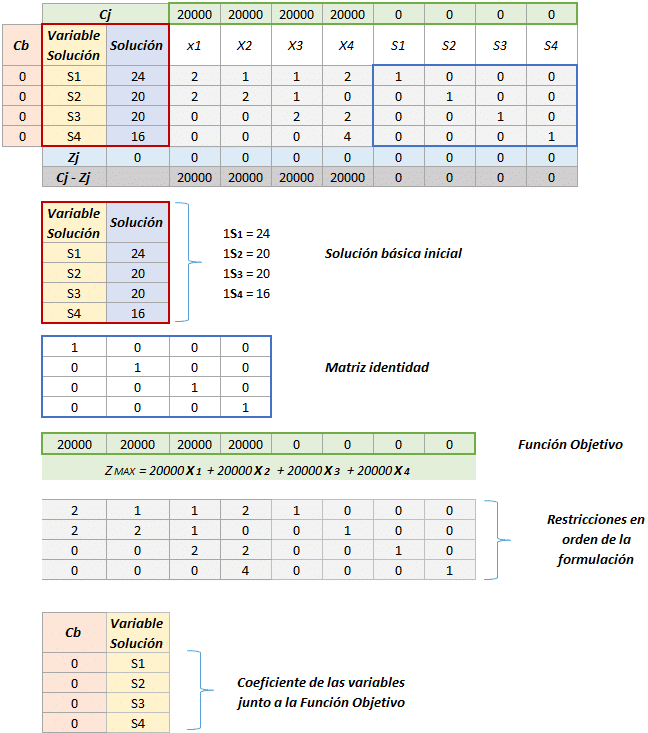 Cj 20000 20000 20000 20000 0 0 0 0
Cb Variable Solución Solución x1 X2 X3 X4 S1 S2 S3 S4
0 S1 24 2 1 1 2 1 0 0 0
0 S2 20 2 2 1 0 0 1 0 0
0 S3 20 0 0 2 2 0 0 1 0
0 S4 16 0 0 0 4 0 0 0 1
Zj 0 0 0 0 0 0 0 0 0
Cj - Zj 20000 20000 20000 20000 0 0 0 0
Variable Solución Solución
S1 24
S2 20
S3 20
S4 16
1S1 = 24
1S2 = 20
1S3 = 20
1S4 = 16
Solución básica inicial
1 0 0 0
0 1 0 0
0 0 1 0
0 0 0 1
Matriz identidad
20000 20000 20000 20000 0 0 0 0
Función Objetivo
Z MAX = 20000 X 1 + 20000 X 2 + 20000 X 3 + 20000 X 4
2 1 1 2 1 0 0 0
2 2 1 0 0 1 0 0
0 0 2 2 0 0 1 0
0 0 0 4 0 0 0 1
Restricciones en
orden de la
formulación
Cb Variable Solución
0 S1
0 S2
0 S3
0 S4
Coeficiente de las variables
junto a la Función Objetivo